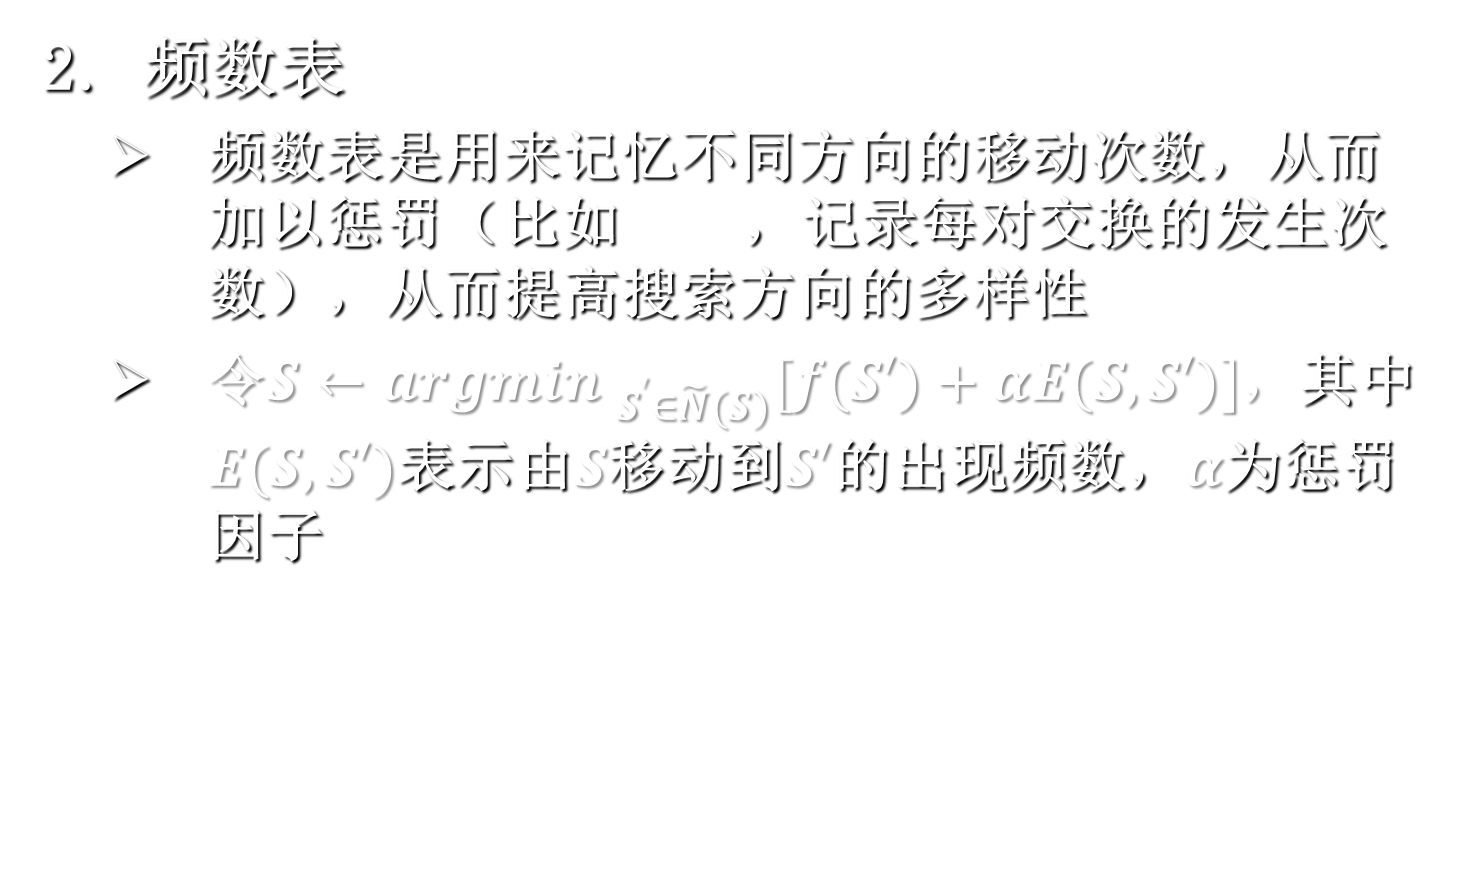 2. 频数表
➢ 频数表是用来记忆不同方向的移动次数，从而
加以惩罚（比如 ，记录每对交换的发生次
数），从而提高搜索方向的多样性
➢ 令S ← argmin S′∈Ñ(S) [f(S′) + αE(S, S′)]，其中
E(S, S′)表示由S移动到S′的出现频数，α为惩罚
因子